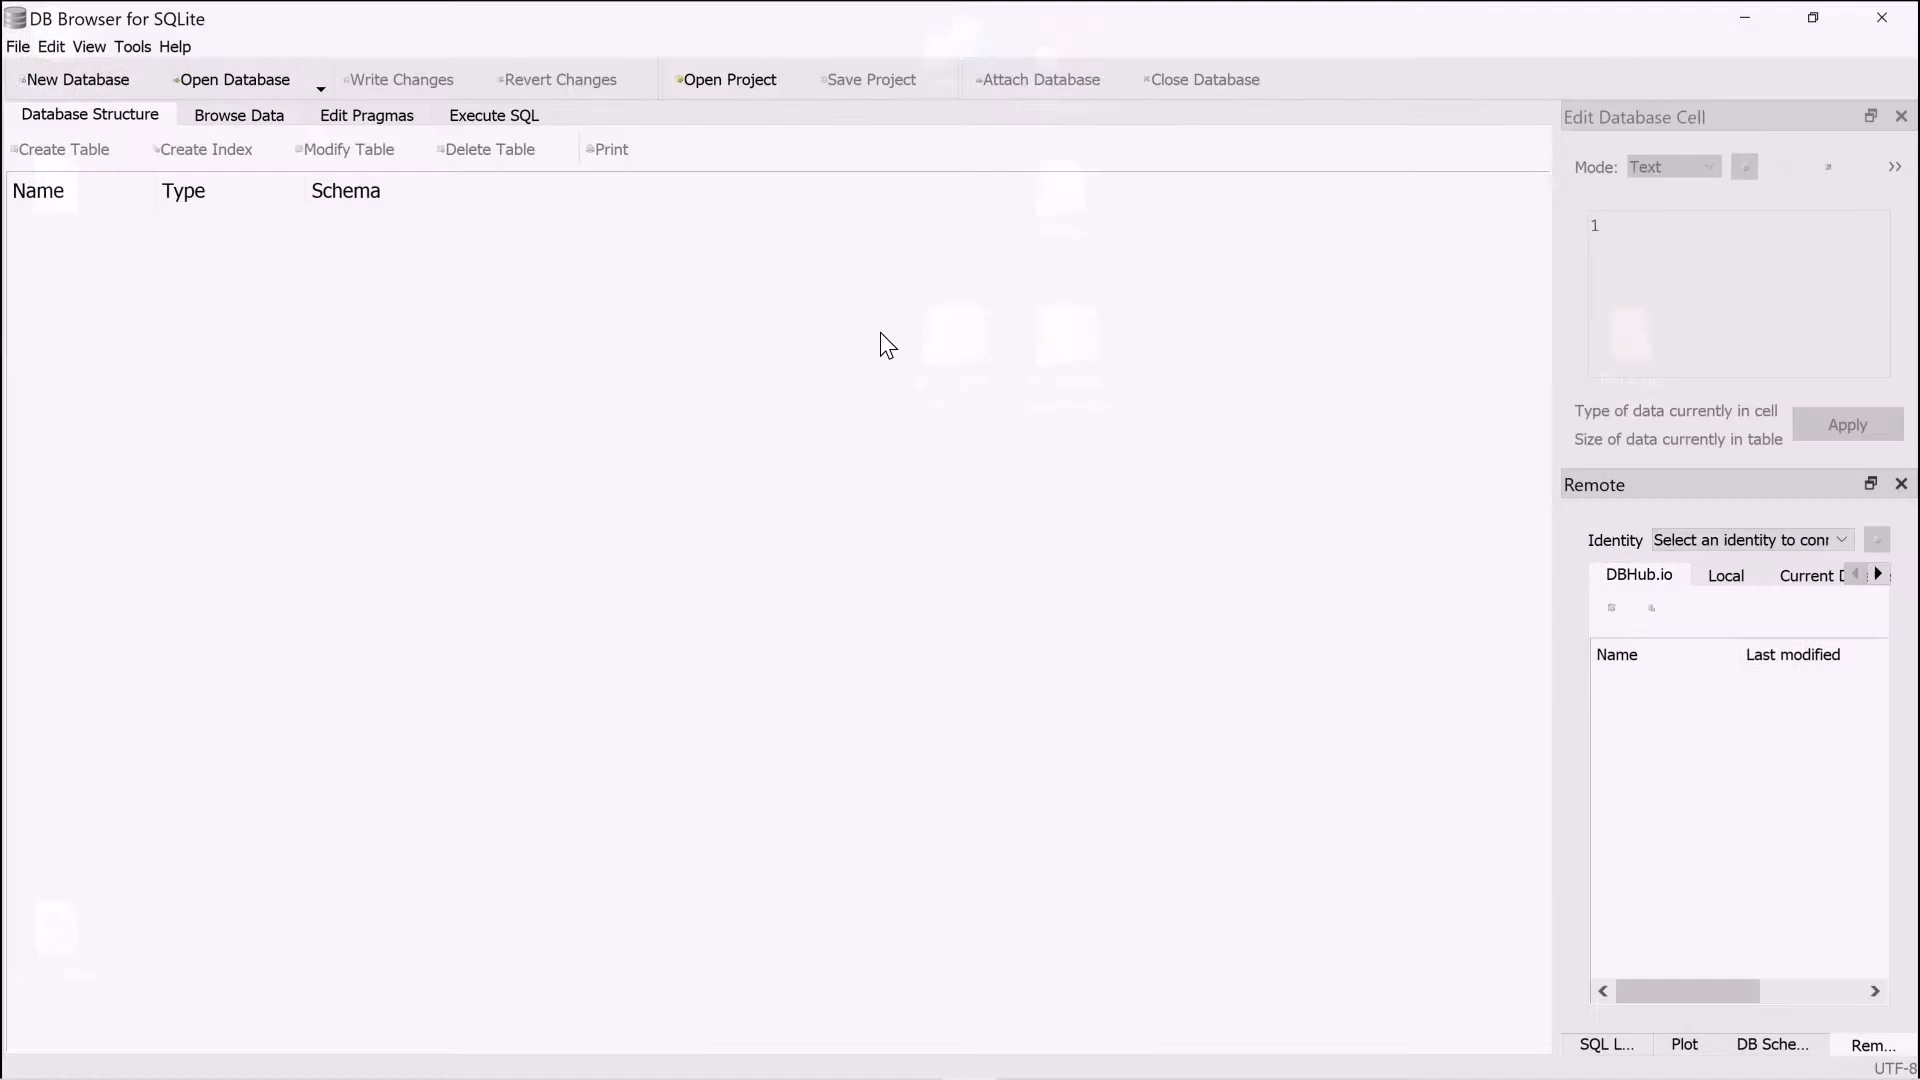 DB Browser for SQLite
File Edit View Tools Help
New Database Open Database Write Changes Revert Changes Open Project Save Project Attach Database Close Database
Database Structure Browse Data Edit Pragmas Execute SQL
Create Table Create Index Modify Table Delete Table Print
Name Type Schema
Edit Database Cell
Mode: Text
1
Type of data currently in cell
Size of data currently in table
Apply
Remote
Identity Select an identity to conr
DBHub.io Local Current D
Name Last modified
SQL L... Plot DB Sche... Rem...
UTF-8